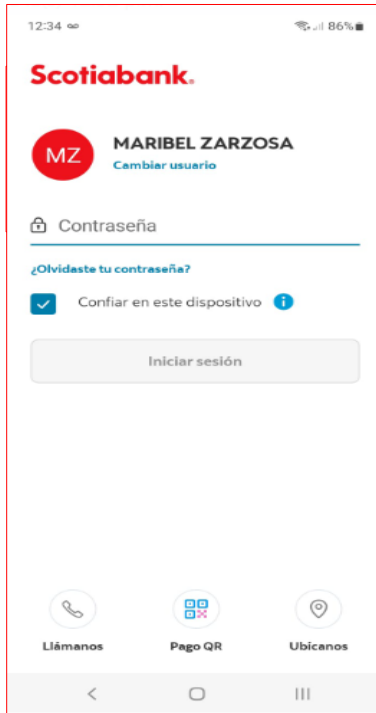 12:34
86%
Scotiabank.
MZ
MARIBEL ZARZOSA
Cambiar usuario
Contraseña
¿Olvidaste tu contraseña?
Confiar en este dispositivo
Iniciar sesión
Llámanos Pago QR Ubícanos